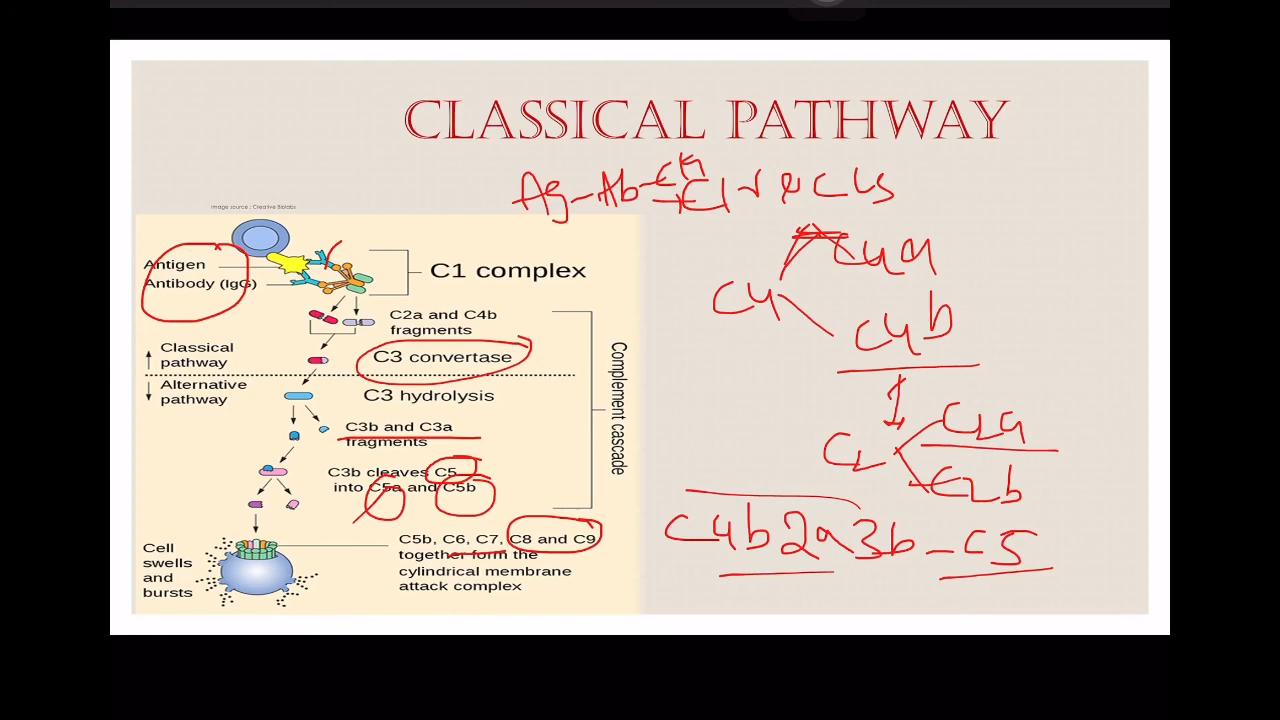 CLASSICAL PATHWAY
Ag-Ab-C1q
C1r C1s
Image source : Creative Biolabs
Antigen
Antibody (IgG)
C1 complex
C2a and C4b
fragments
Classical
pathway
C3 convertase
Alternative
pathway
C3 hydrolysis
C3b and C3a
fragments
C3b cleaves C5
into C5a and C5b
Complement cascade
C5b, C6, C7, C8 and C9
together form the
cylindrical membrane
attack complex
Cell
swells
and
bursts
C4
C4a
C4b
C2
C2a
C2b
C4b2a3b-C5